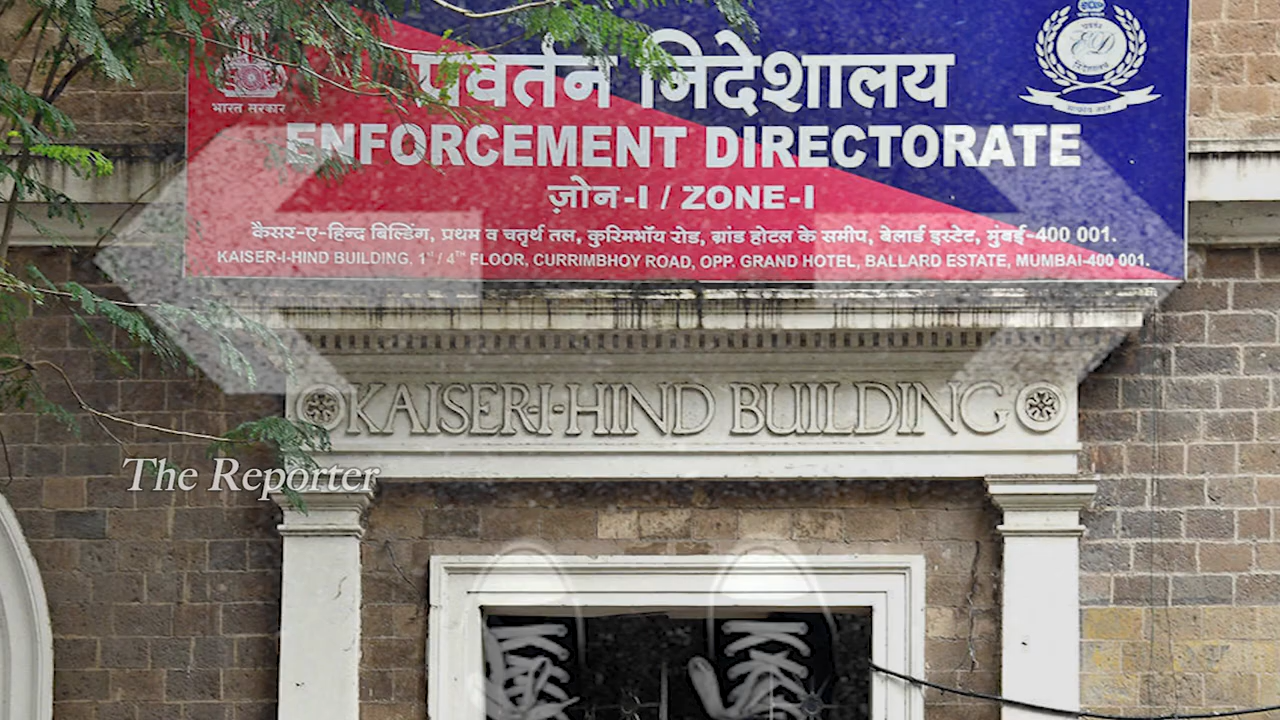 भारत सरकार
प्रवर्तन निदेशालय
ENFORCEMENT DIRECTORATE
ज़ोन-I / ZONE-I
कैसर-ए-हिन्द बिल्डिंग, प्रथम व चतुर्थ तल, कुरिमभॉय रोड, ग्रांड होटल के समीप, बेलार्ड इस्टेट, मुंबई-400 001.
KAISER-I-HIND BUILDING, 1st / 4TH FLOOR, CURRIMBHOY ROAD, OPP. GRAND HOTEL, BALLARD ESTATE, MUMBAI-400 001.
KAISER-I-HIND BUILDING
The Reporter